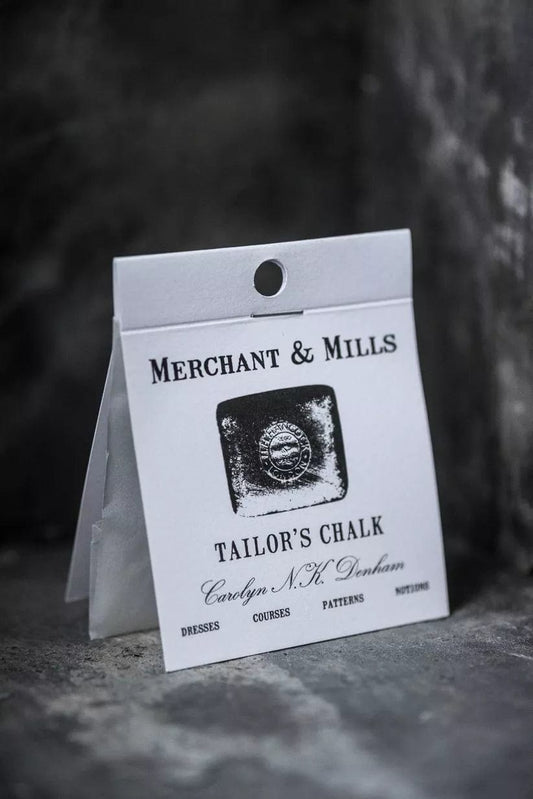 MERCHANT & MILLS
TAILOR'S CHALK
Carolyn N.K. Denham
DRESSES COURSES PATTERNS NOTIONS